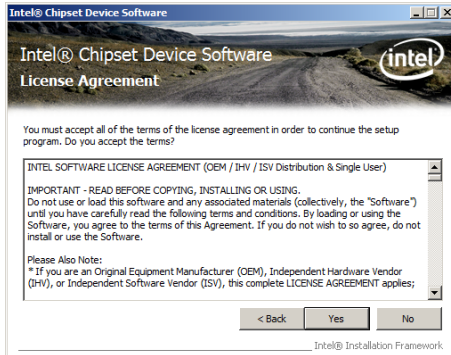 Intel® Chipset Device Software
Intel® Chipset Device Software
intel
License Agreement
You must accept all of the terms of the license agreement in order to continue the setup
program. Do you accept the terms?
INTEL SOFTWARE LICENSE AGREEMENT (OEM / IHV / ISV Distribution & Single User)
IMPORTANT - READ BEFORE COPYING, INSTALLING OR USING.
Do not use or load this software and any associated materials (collectively, the "Software")
until you have carefully read the following terms and conditions. By loading or using the
Software, you agree to the terms of this Agreement. If you do not wish to so agree, do not
install or use the Software.
Please Also Note:
* If you are an Original Equipment Manufacturer (OEM), Independent Hardware Vendor
(IHV), or Independent Software Vendor (ISV), this complete LICENSE AGREEMENT applies;
< Back Yes No
Intel® Installation Framework